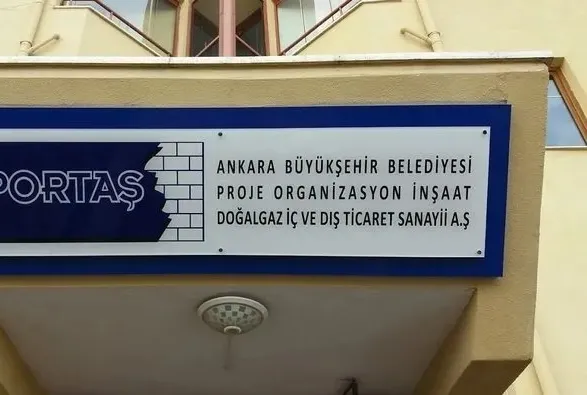 PORTAŞ
ANKARA BÜYÜKŞEHİR BELEDİYESİ
PROJE ORGANİZASYON İNŞAAT
DOĞALGAZ İÇ VE DIŞ TİCARET SANAYİİ A.Ş